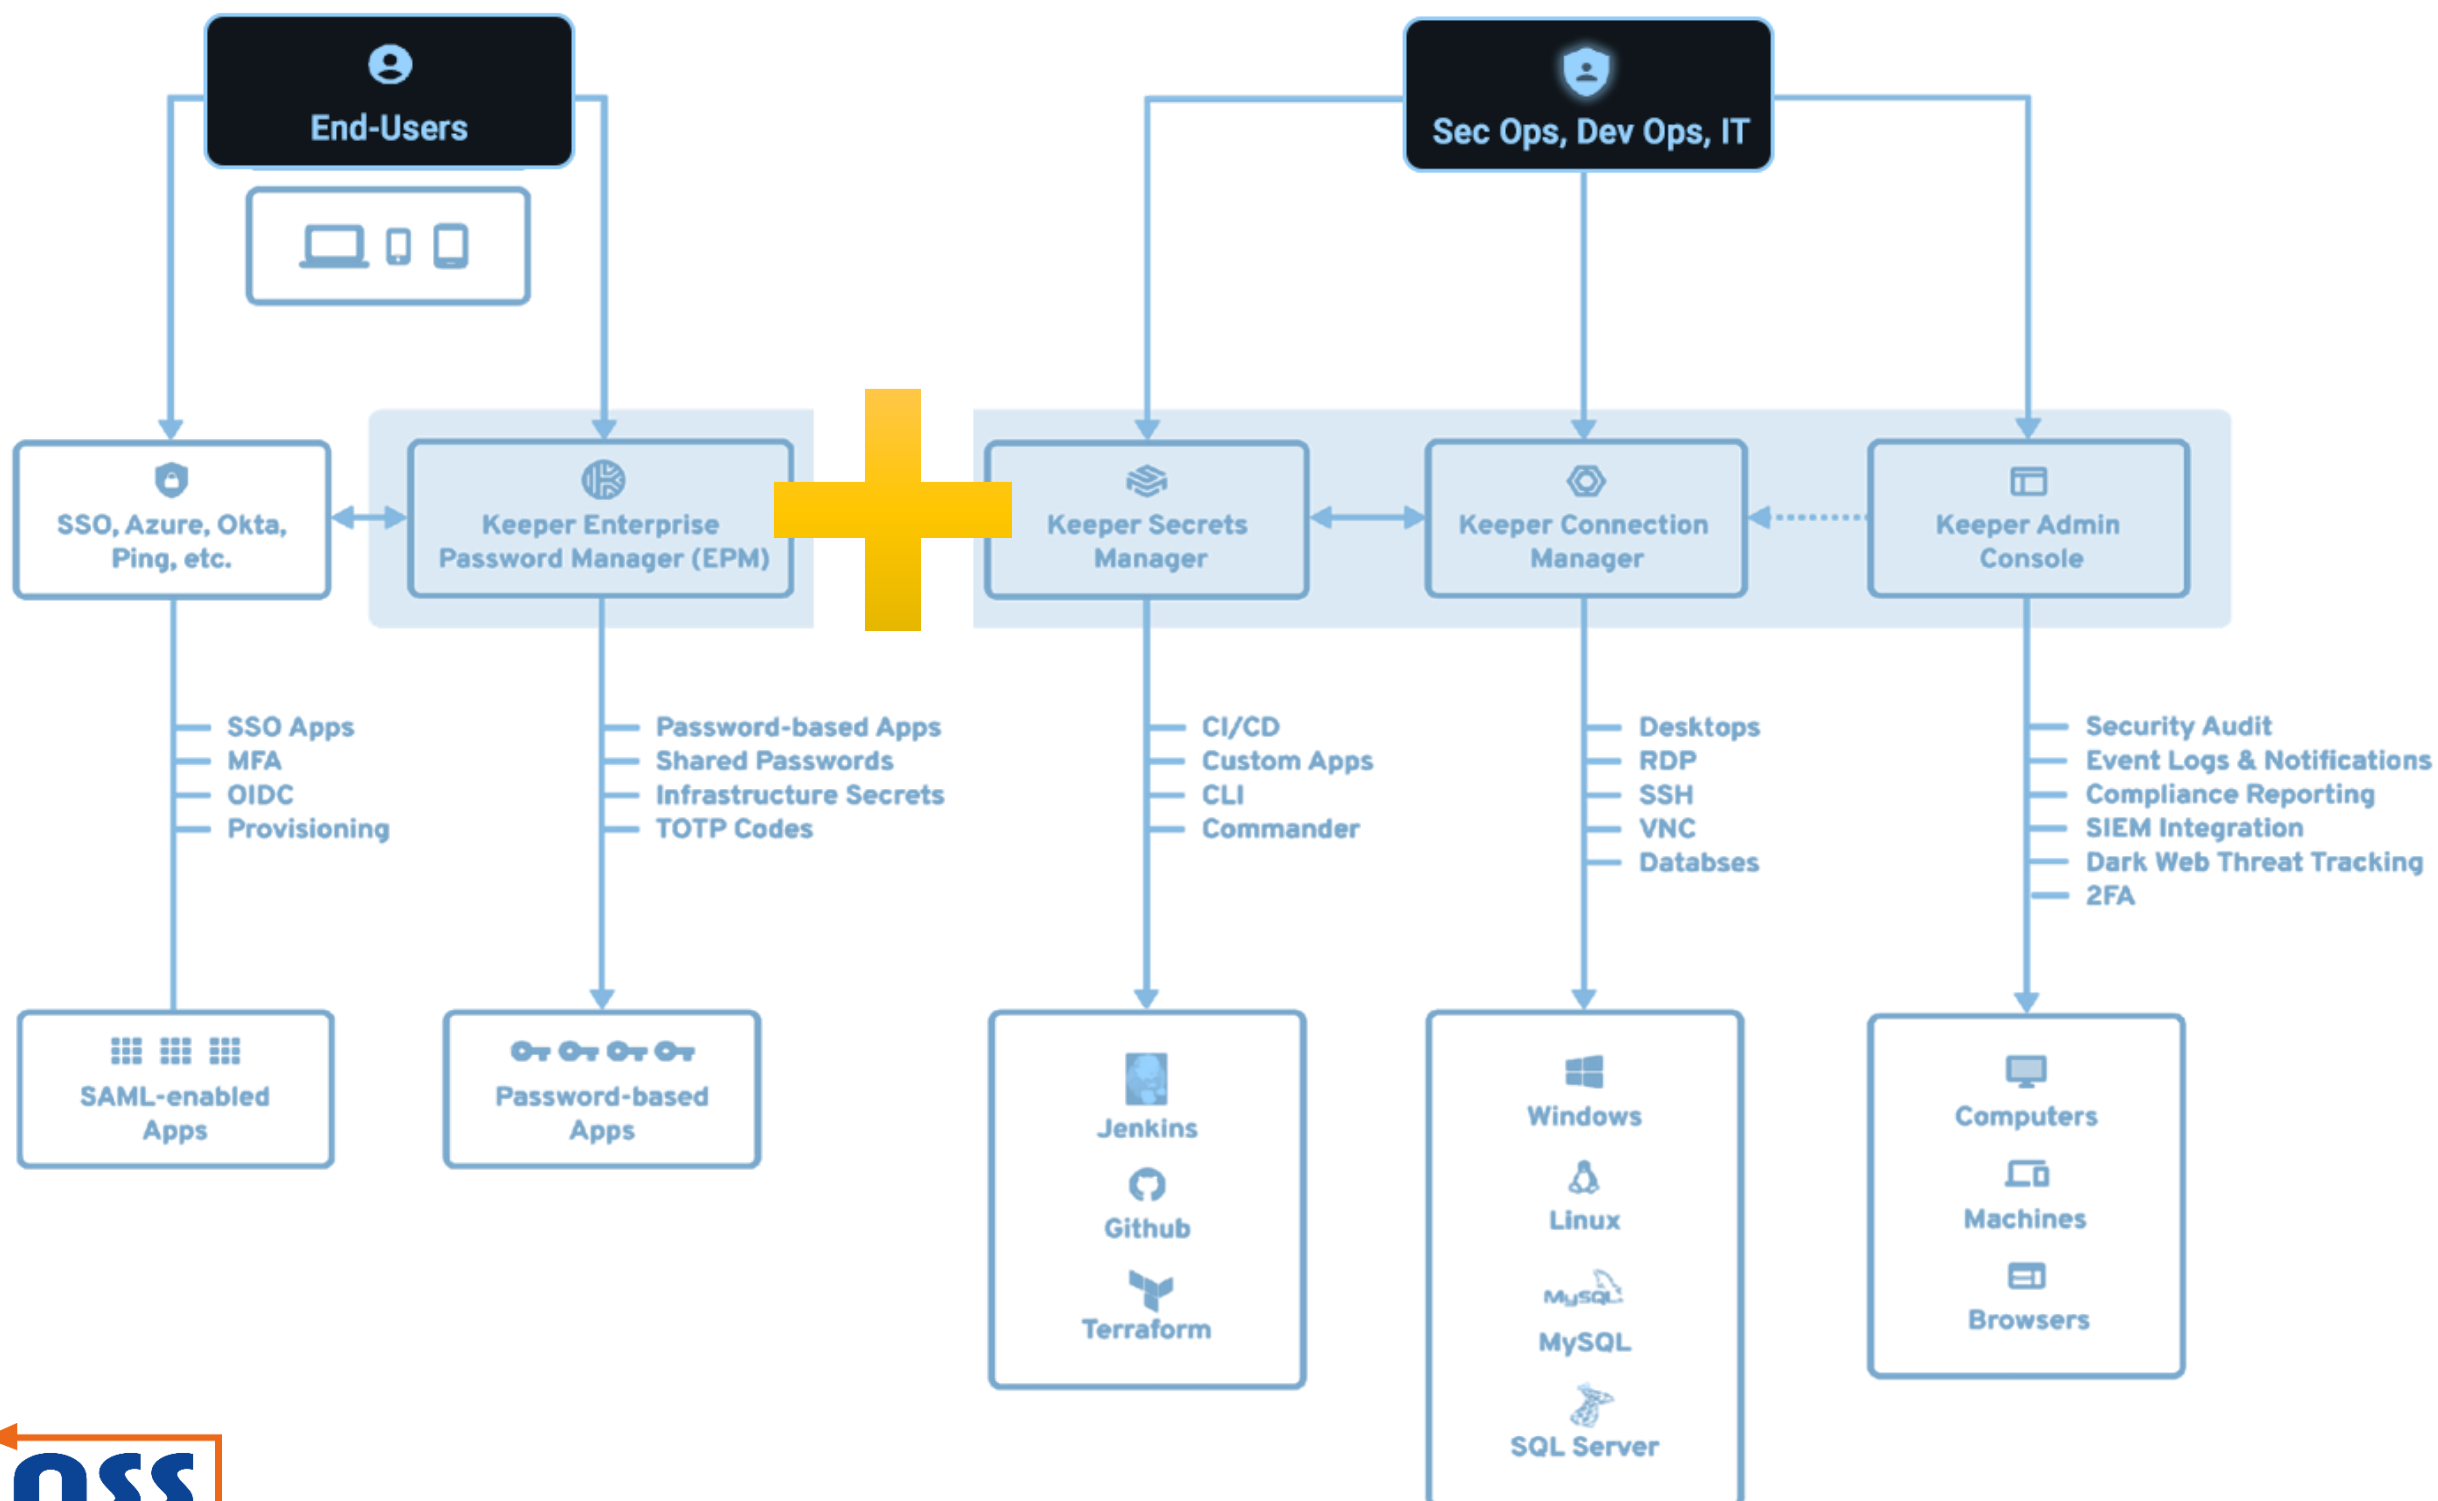 End-Users
Sec Ops, Dev Ops, IT
SSO, Azure, Okta,
Ping, etc.
Keeper Enterprise
Password Manager (EPM)
Keeper Secrets
Manager
Keeper Connection
Manager
Keeper Admin
Console
SSO Apps
MFA
OIDC
Provisioning
Password-based Apps
Shared Passwords
Infrastructure Secrets
TOTP Codes
CI/CD
Custom Apps
CLI
Commander
Desktops
RDP
SSH
VNC
Databses
Security Audit
Event Logs & Notifications
Compliance Reporting
SIEM Integration
Dark Web Threat Tracking
2FA
SAML-enabled
Apps
Password-based
Apps
Jenkins
Github
Terraform
Windows
Linux
MySQL
MySQL
SQL Server
Computers
Machines
Browsers